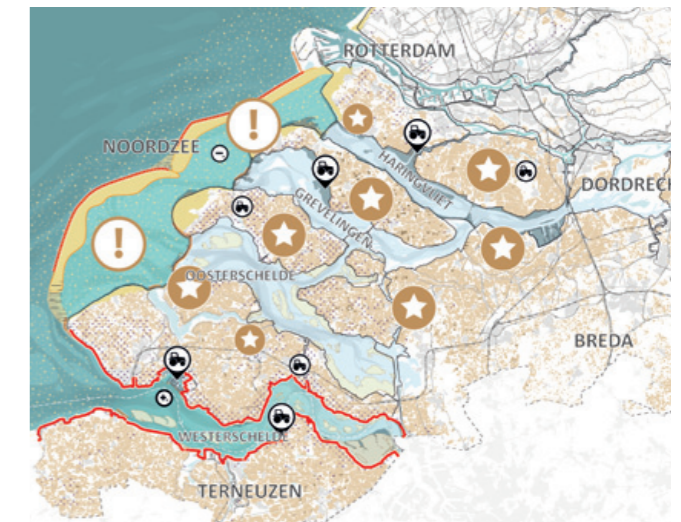 ROTTERDAM
NOORDZEE
HARINGVLIET
DORDRECH
GREVELINGEN
OOSTERSCHELDE
BREDA
WESTERSCHELDE
TERNEUZEN